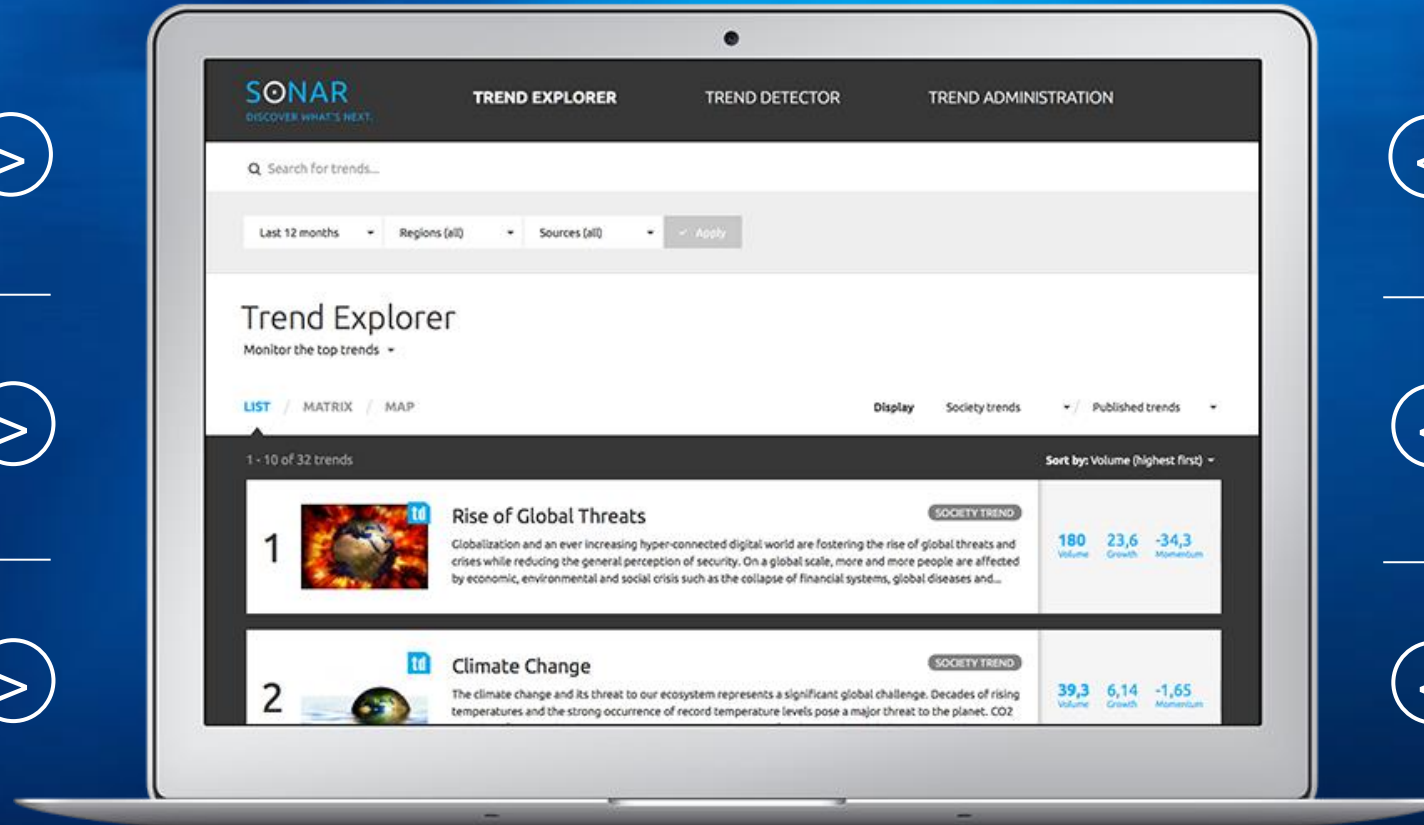 SONAR
DISCOVER WHAT'S NEXT.
TREND EXPLORER
TREND DETECTOR
TREND ADMINISTRATION
Search for trends...
Last 12 months
Regions (all)
Sources (all)
Apply
Trend Explorer
Monitor the top trends
LIST / MATRIX / MAP
Display Society trends / Published trends
1 - 10 of 32 trends
Sort by: Volume (highest first)
1
td
Rise of Global Threats
SOCIETY TREND
Globalization and an ever increasing hyper-connected digital world are fostering the rise of global threats and
crises while reducing the general perception of security. On a global scale, more and more people are affected
by economic, environmental and social crisis such as the collapse of financial systems, global diseases and...
180 23,6 -34,3
Volume Growth Momentum
2
td
Climate Change
SOCIETY TREND
The climate change and its threat to our ecosystem represents a significant global challenge. Decades of rising
temperatures and the strong occurrence of record temperature levels pose a major threat to the planet. CO2
39,3 6,14 -1,65
Volume Growth Momentum